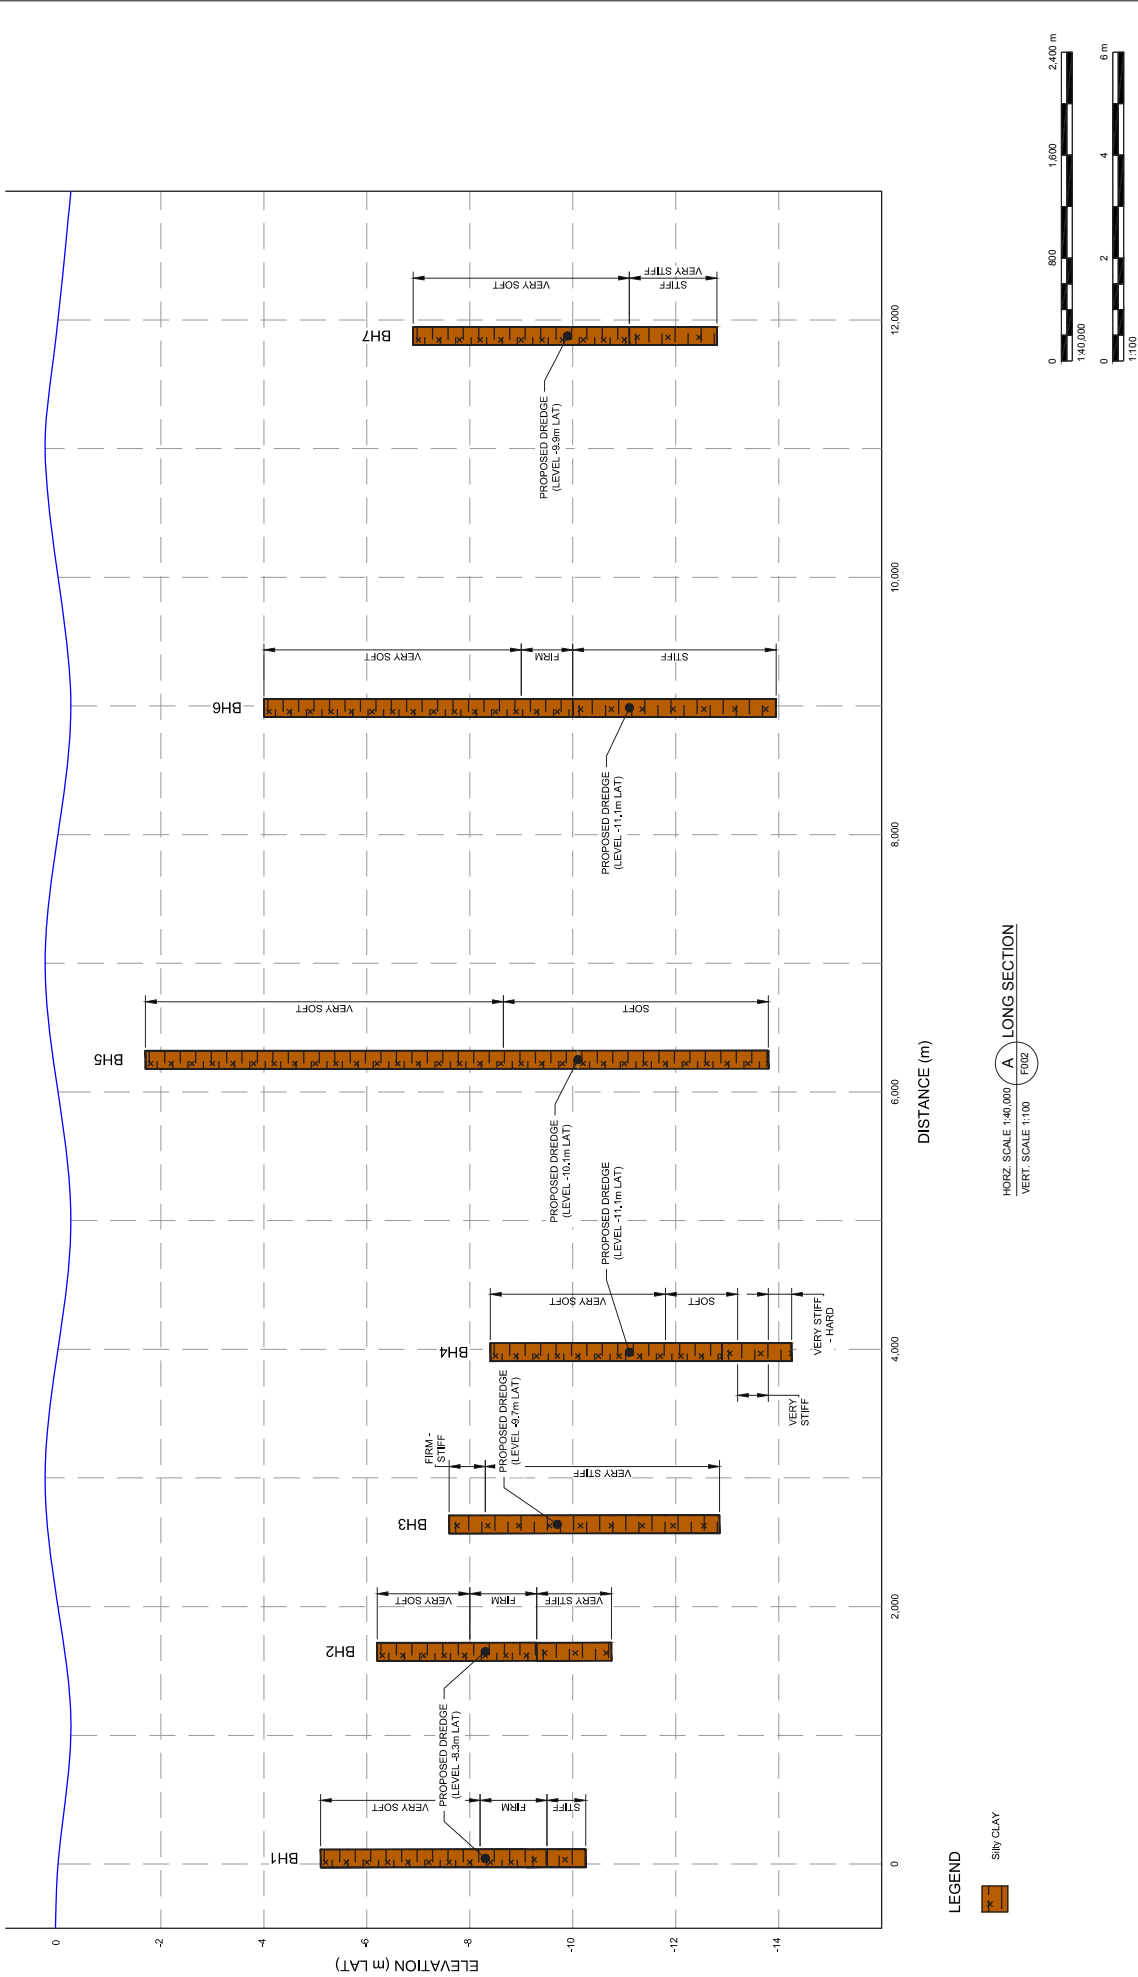 0
-2
-4
-6
-8
-10
-12
-14
ELEVATION (m LAT)
BH1
VERY SOFT
FIRM
STIFF
PROPOSED DREDGE
(LEVEL -8.3m LAT)
BH2
VERY SOFT
FIRM
VERY STIFF
BH3
FIRM -
STIFF
VERY STIFF
PROPOSED DREDGE
(LEVEL -9.7m LAT)
BH4
VERY SOFT
SOFT
VERY
STIFF
VERY STIFF
- HARD
PROPOSED DREDGE
(LEVEL -11.1m LAT)
BH5
VERY SOFT
SOFT
PROPOSED DREDGE
(LEVEL -10.1m LAT)
BH6
VERY SOFT
FIRM
STIFF
PROPOSED DREDGE
(LEVEL -11.1m LAT)
BH7
VERY SOFT
STIFF
VERY STIFF
PROPOSED DREDGE
(LEVEL -9.9m LAT)
0
2,000
4,000
6,000
8,000
10,000
12,000
DISTANCE (m)
LEGEND
Silty CLAY
HORZ. SCALE 1:40,000
VERT. SCALE 1:100
A
F002
LONG SECTION
0 800 1,600 2,400 m
1:40,000
0 2 4 6 m
1:100